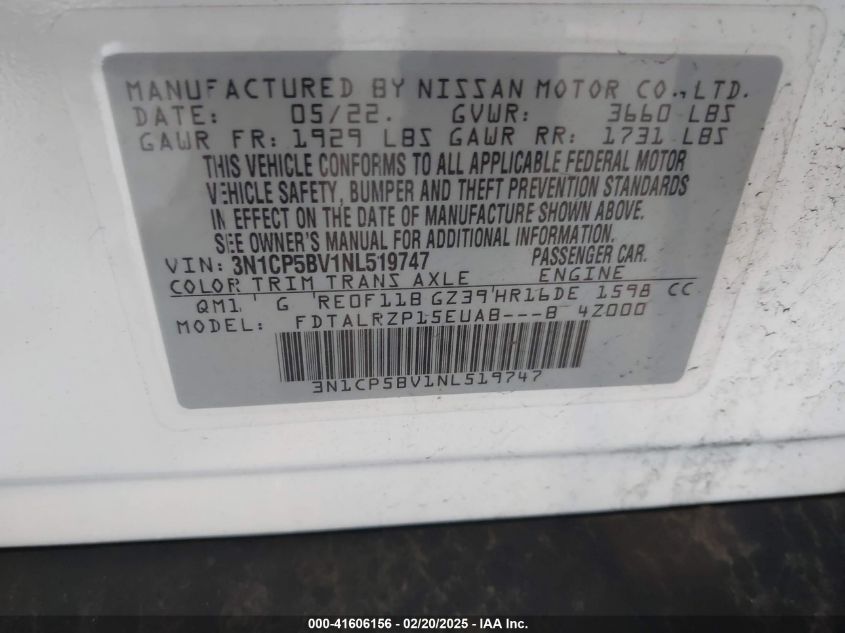 MANUFACTURED BY NISSAN MOTOR CO., LTD.
DATE: 05/22. GVWR: 3660 LBS
GAWR FR: 1929 LBS GAWR RR: 1731 LBS
THIS VEHICLE CONFORMS TO ALL APPLICABLE FEDERAL MOTOR
VEHICLE SAFETY, BUMPER AND THEFT PREVENTION STANDARDS
IN EFFECT ON THE DATE OF MANUFACTURE SHOWN ABOVE.
SEE OWNER'S MANUAL FOR ADDITIONAL INFORMATION.
VIN: 3N1CP5BV1NL519747 PASSENGER CAR.
COLOR TRIM TRANS AXLE ENGINE
QM1 ' G 'RE0F11B GZ39'HR16DE 1598 CC
MODEL: FDTALRZP15EUAB---B 4Z000
3N1CP5BV1NL519747
000-41606156 — 02/20/2025 — IAA Inc.